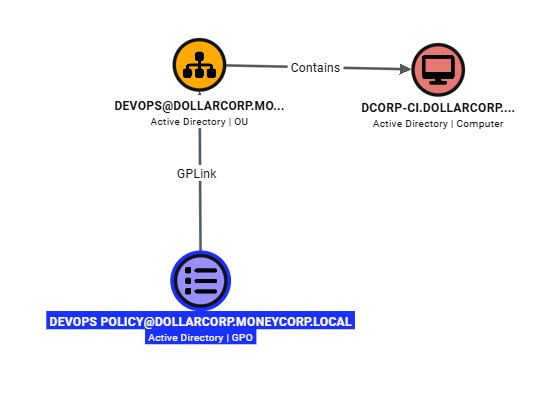 Contains
DEVOPS@DOLLARCORP.MO...
Active Directory | OU
DCORP-CI.DOLLARCORP....
Active Directory | Computer
GPLink
DEVOPS POLICY@DOLLARCORP.MONEYCORP.LOCAL
Active Directory | GPO